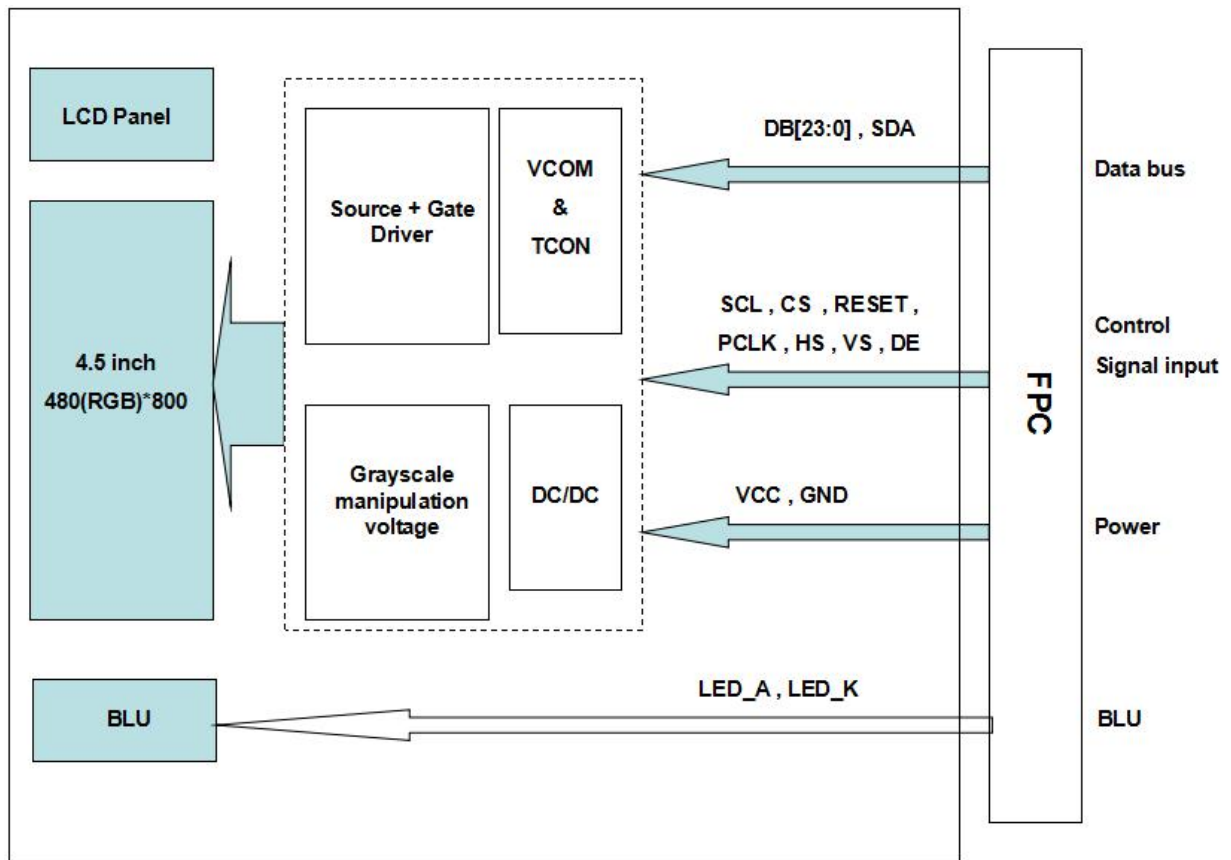 LCD Panel
4.5 inch
480(RGB)*800
BLU
Source + Gate
Driver
VCOM
&
TCON
Grayscale
manipulation
voltage
DC/DC
DB[23:0] , SDA
SCL , CS , RESET ,
PCLK , HS , VS , DE
VCC , GND
LED_A , LED_K
FPC
Data bus
Control
Signal input
Power
BLU